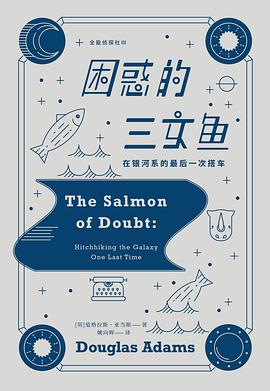 全能侦探社III
困惑的
三文鱼
在银河系的最后一次搭车
The Salmon
of Doubt:
Hitchhiking the Galaxy
One Last Time
[英]道格拉斯·亚当斯——著
姚向辉——译
Douglas Adams